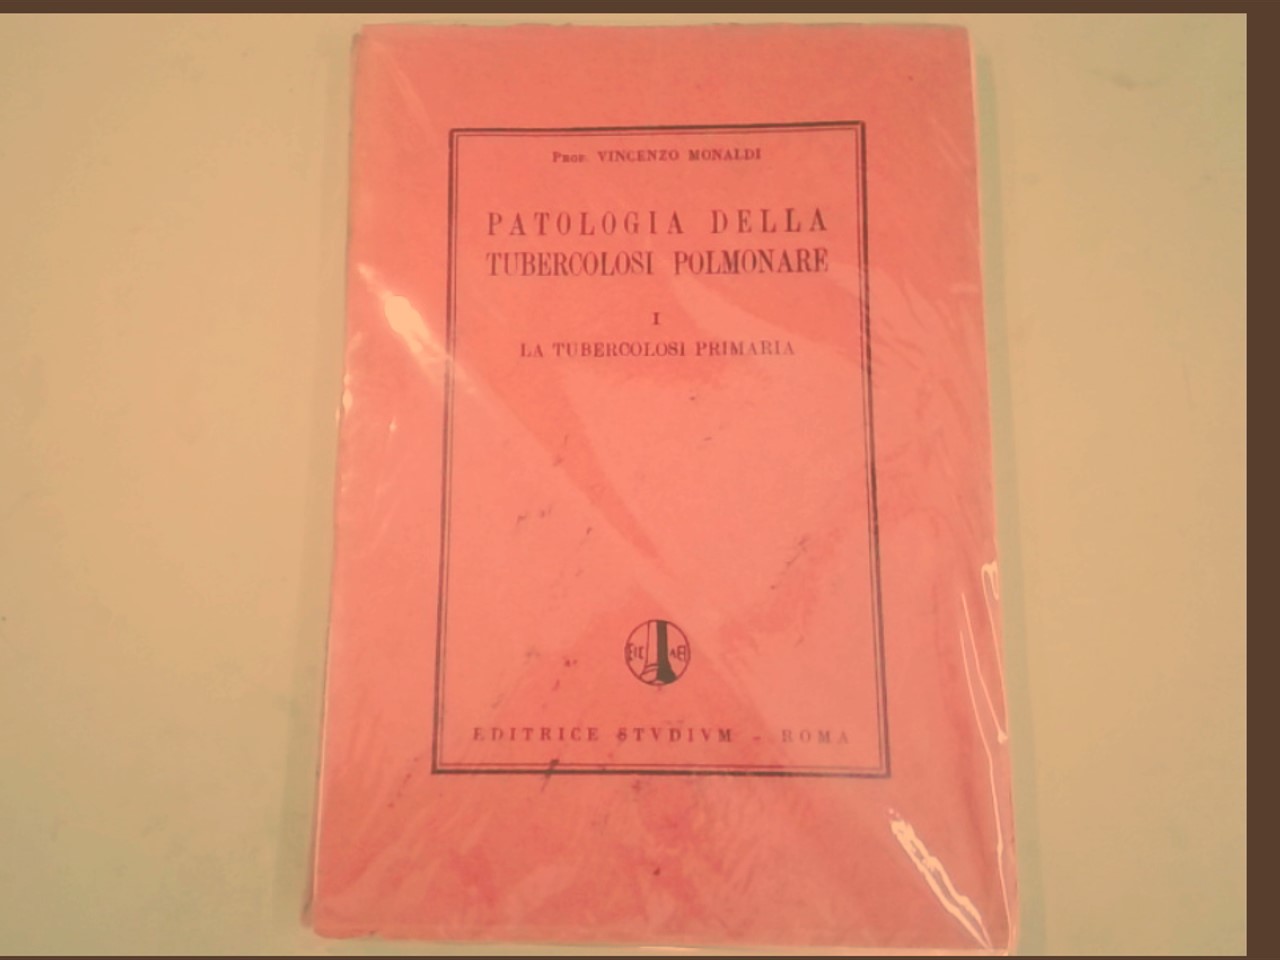 Prof. VINCENZO MONALDI
PATOLOGIA DELLA
TUBERCOLOSI POLMONARE
I
LA TUBERCOLOSI PRIMARIA
EDITRICE STVDIVM - ROMA